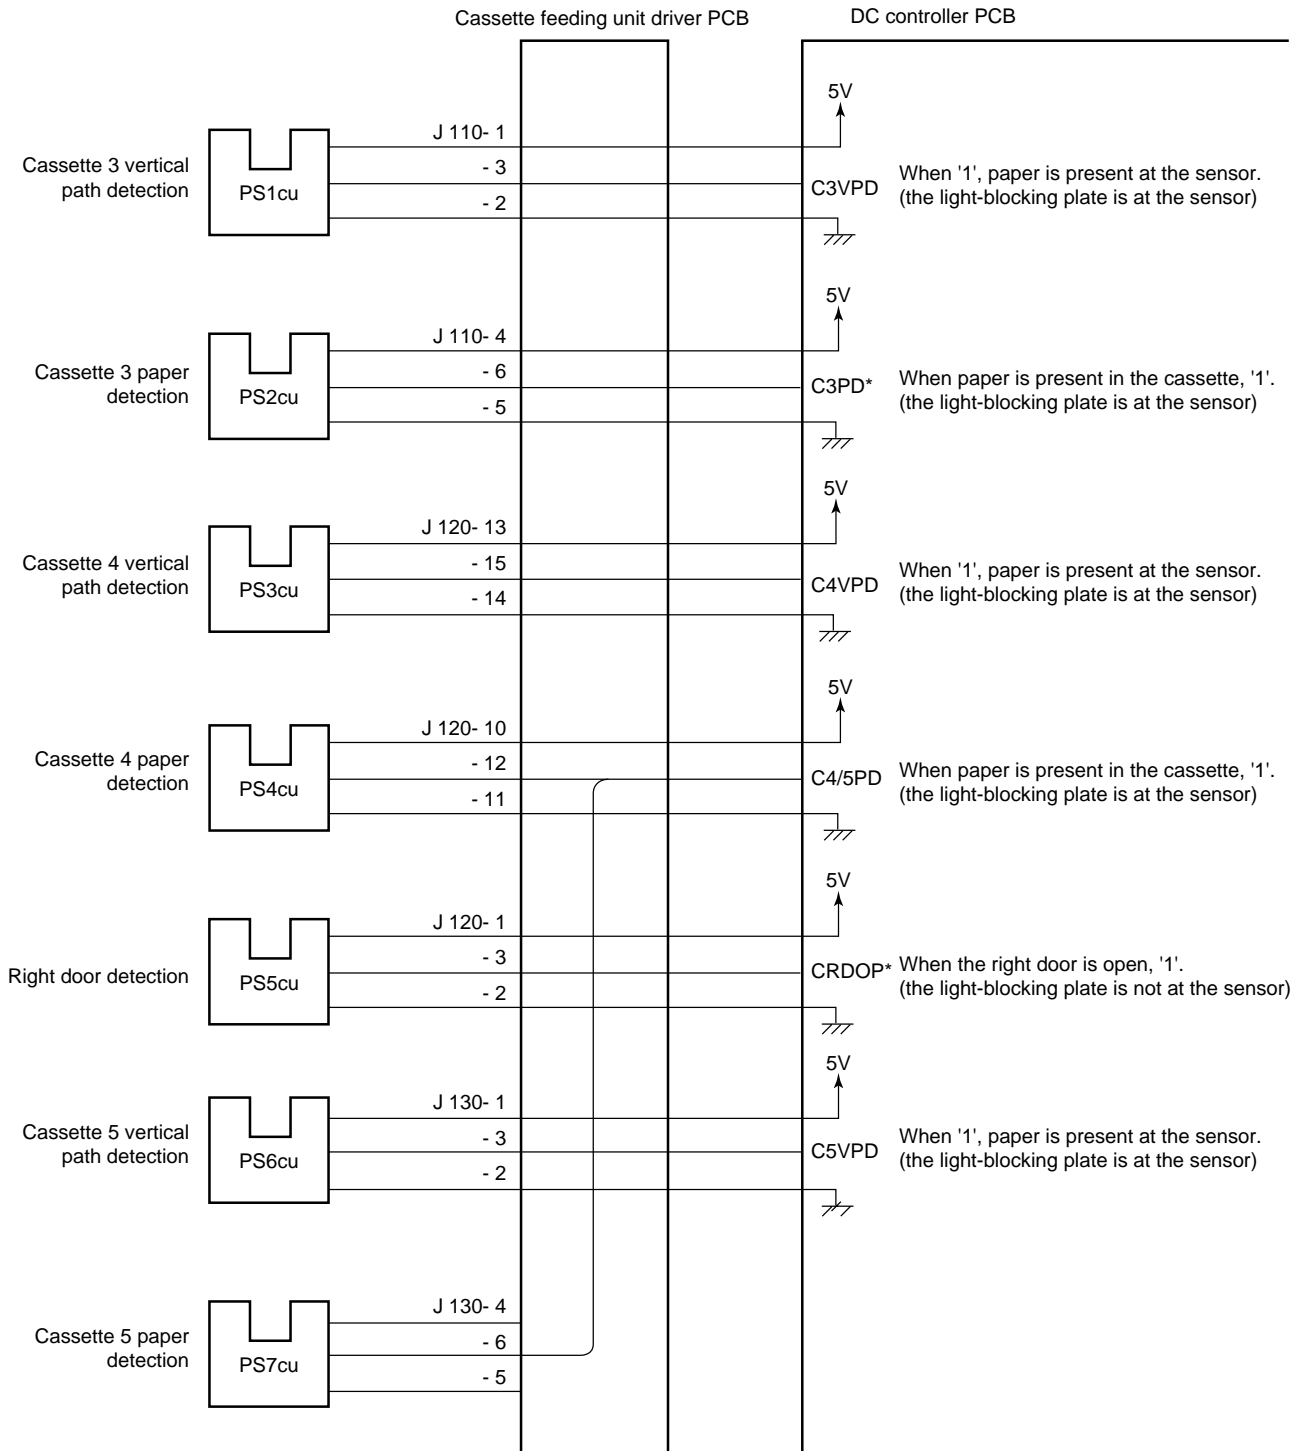 Cassette feeding unit driver PCB
DC controller PCB
5V
J 110- 1
Cassette 3 vertical
path detection
PS1cu
- 3
- 2
C3VPD
When '1', paper is present at the sensor.
(the light-blocking plate is at the sensor)
5V
J 110- 4
Cassette 3 paper
detection
PS2cu
- 6
- 5
C3PD*
When paper is present in the cassette, '1'.
(the light-blocking plate is at the sensor)
5V
J 120- 13
Cassette 4 vertical
path detection
PS3cu
- 15
- 14
C4VPD
When '1', paper is present at the sensor.
(the light-blocking plate is at the sensor)
5V
J 120- 10
Cassette 4 paper
detection
PS4cu
- 12
- 11
C4/5PD
When paper is present in the cassette, '1'.
(the light-blocking plate is at the sensor)
5V
J 120- 1
Right door detection
PS5cu
- 3
- 2
CRDOP*
When the right door is open, '1'.
(the light-blocking plate is not at the sensor)
5V
J 130- 1
Cassette 5 vertical
path detection
PS6cu
- 3
- 2
C5VPD
When '1', paper is present at the sensor.
(the light-blocking plate is at the sensor)
J 130- 4
Cassette 5 paper
detection
PS7cu
- 6
- 5